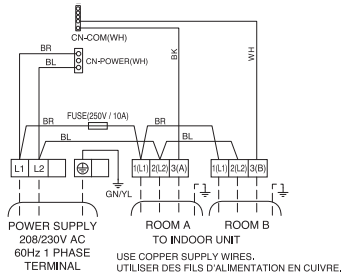 CN-COM(WH)
BR
BL
CN-POWER(WH)
BK
WH
FUSE(250V / 10A)
BR
BL
BR
BL
L1 L2
1(L1) 2(L2) 3(A)
1(L1) 2(L2) 3(B)
GN/YL
POWER SUPPLY
208/230V AC
60Hz 1 PHASE
TERMINAL
ROOM A ROOM B
TO INDOOR UNIT
USE COPPER SUPPLY WIRES.
UTILISER DES FILS D'ALIMENTATION EN CUIVRE.